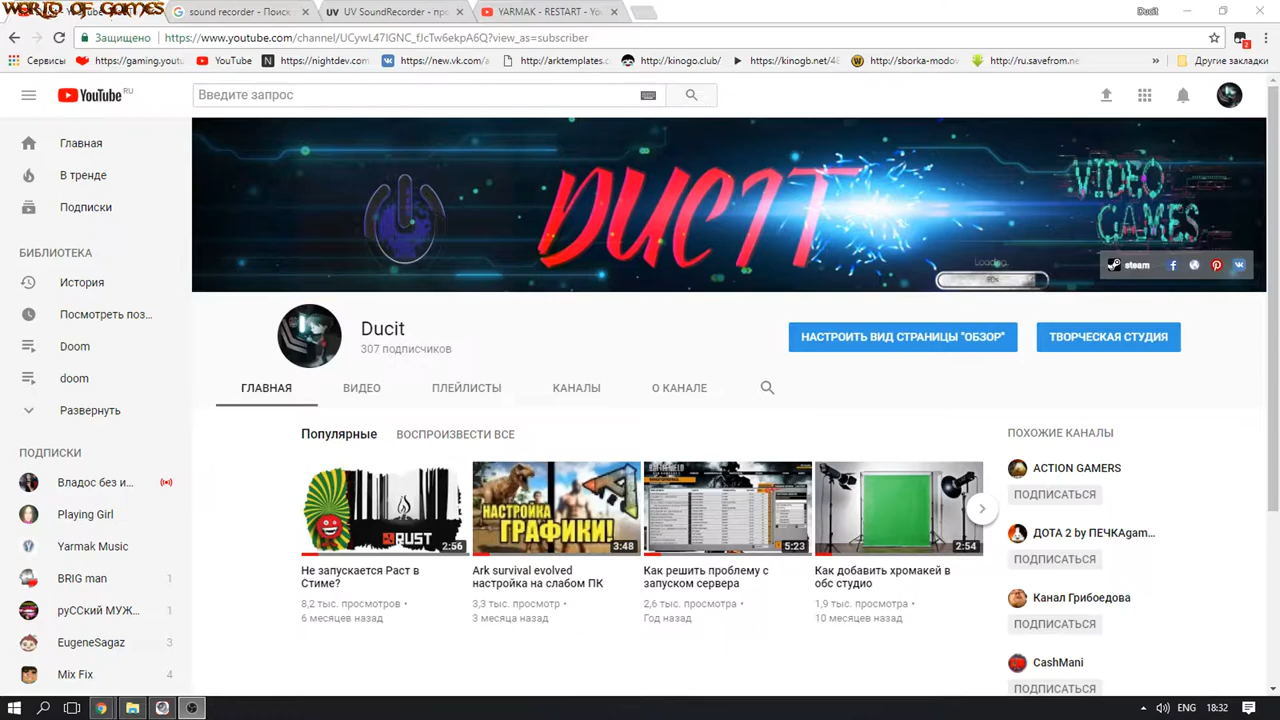 WORLD OF GAMES
sound recorder - Поиск
UV SoundRecorder - пр
YARMAK - RESTART - Yo
Ducit
Защищено
https://www.youtube.com/channel/UCywL47IGNC_fJcTw6ekpA6Q?view_as=subscriber
2
Сервисы
https://gaming.youtu
YouTube
https://nightdev.com
https://new.vk.com/a
http://arktemplates.c
http://kinogo.club/
https://kinogb.net/48
http://sborka-modov
http://ru.savefrom.ne
»
Другие закладки
YouTube RU
Введите запрос
Главная
В тренде
Подписки
БИБЛИОТЕКА
История
Посмотреть поз...
Doom
doom
Развернуть
ПОДПИСКИ
Владос без и...
Playing Girl
Yarmak Music
BRIG man 1
руССкий МУЖ... 1
EugeneSagaz 3
Mix Fix 4
DUCIT
VIDEO
GAMES
Loading..
80%
steam
Ducit
307 подписчиков
НАСТРОИТЬ ВИД СТРАНИЦЫ "ОБЗОР"
ТВОРЧЕСКАЯ СТУДИЯ
ГЛАВНАЯ
ВИДЕО
ПЛЕЙЛИСТЫ
КАНАЛЫ
О КАНАЛЕ
Популярные
ВОСПРОИЗВЕСТИ ВСЕ
RUST
2:56
Не запускается Раст в
Стиме?
8,2 тыс. просмотров •
6 месяцев назад
НАСТРОЙКА
ГРАФИКИ!
3:48
Ark survival evolved
настройка на слабом ПК
3,3 тыс. просмотр •
3 месяца назад
5:23
Как решить проблему с
запуском сервера
2,6 тыс. просмотра •
Год назад
2:54
Как добавить хромакей в
обс студио
1,9 тыс. просмотра •
10 месяцев назад
ПОХОЖИЕ КАНАЛЫ
ACTION GAMERS
ПОДПИСАТЬСЯ
ДОТА 2 by ПЕЧКАgam...
ПОДПИСАТЬСЯ
Канал Грибоедова
ПОДПИСАТЬСЯ
CashMani
ПОДПИСАТЬСЯ
ENG
18:32